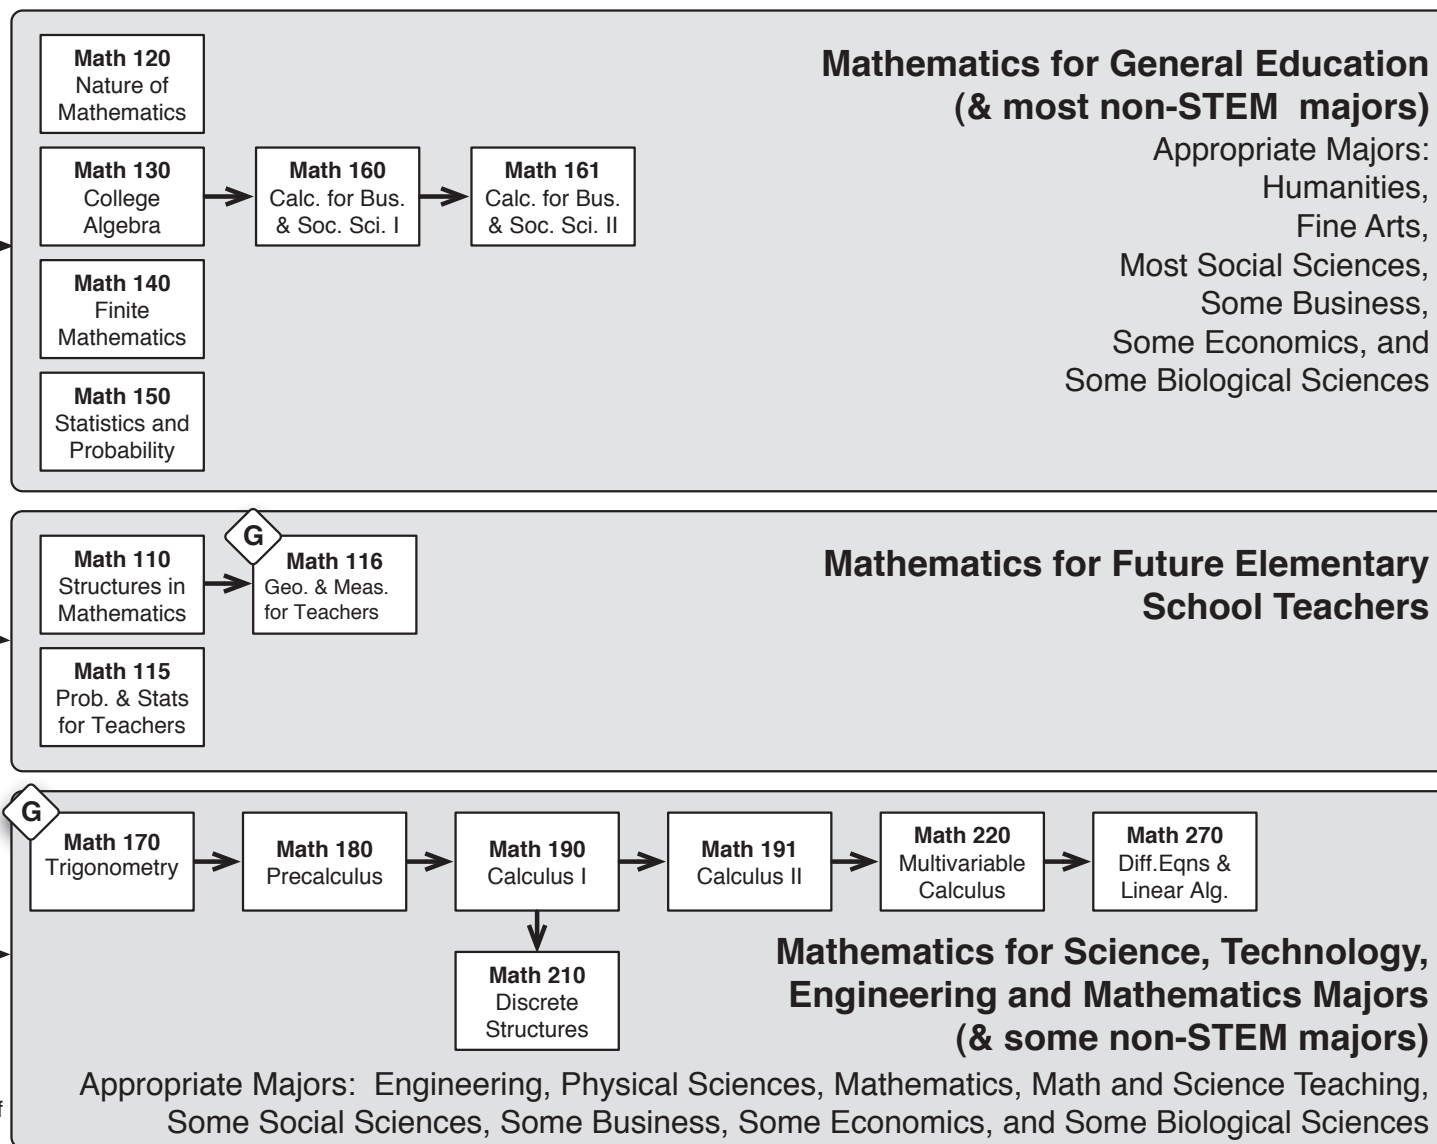 Math 120
Nature of
Mathematics
Math 130
College
Algebra
Math 160
Calc. for Bus.
& Soc. Sci. I
Math 161
Calc. for Bus.
& Soc. Sci. II
Math 140
Finite
Mathematics
Math 150
Statistics and
Probability
Mathematics for General Education
(& most non-STEM majors)
Appropriate Majors:
Humanities,
Fine Arts,
Most Social Sciences,
Some Business,
Some Economics, and
Some Biological Sciences
Math 110
Structures in
Mathematics
G
Math 116
Geo. & Meas.
for Teachers
Math 115
Prob. & Stats
for Teachers
Mathematics for Future Elementary
School Teachers
G
Math 170
Trigonometry
Math 180
Precalculus
Math 190
Calculus I
Math 191
Calculus II
Math 220
Multivariable
Calculus
Math 270
Diff.Eqns &
Linear Alg.
Math 210
Discrete
Structures
Mathematics for Science, Technology,
Engineering and Mathematics Majors
(& some non-STEM majors)
Appropriate Majors: Engineering, Physical Sciences, Mathematics, Math and Science Teaching,
Some Social Sciences, Some Business, Some Economics, and Some Biological Sciences